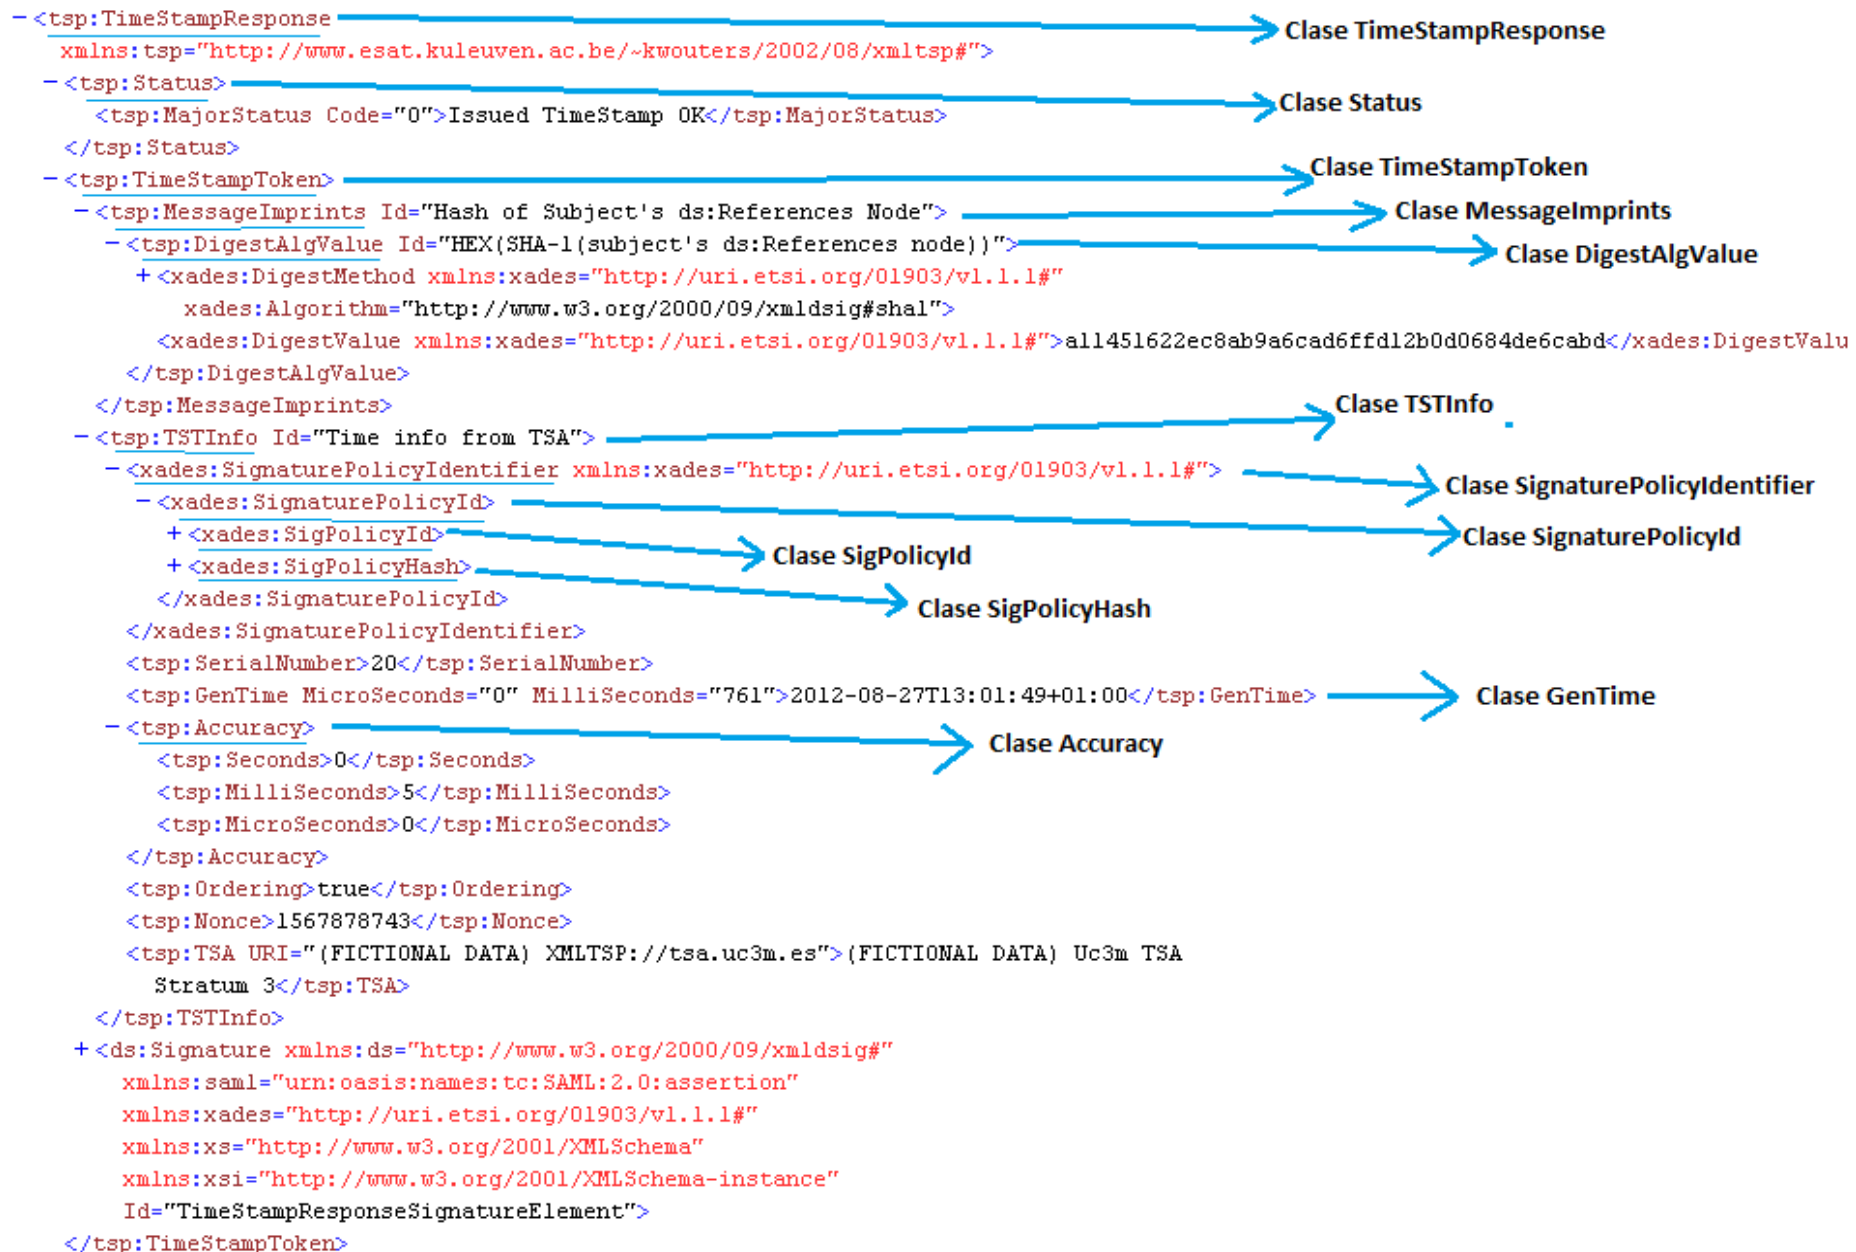 - <tsp:TimeStampResponse
Clase TimeStampResponse
xmlns:tsp="http://www.esat.kuleuven.ac.be/~kwouters/2002/08/xmltsp#">
- <tsp:Status>
Clase Status
<tsp:MajorStatus Code="0">Issued TimeStamp OK</tsp:MajorStatus>
</tsp:Status>
- <tsp:TimeStampToken>
Clase TimeStampToken
- <tsp:MessageImprints Id="Hash of Subject's ds:References Node">
Clase MessageImprints
- <tsp:DigestAlgValue Id="HEX(SHA-1(subject's ds:References node))">
Clase DigestAlgValue
+ <xades:DigestMethod xmlns:xades="http://uri.etsi.org/01903/v1.1.1#"
xades:Algorithm="http://www.w3.org/2000/09/xmldsig#sha1">
<xades:DigestValue xmlns:xades="http://uri.etsi.org/01903/v1.1.1#">a11451622ec8ab9a6cad6ffd12b0d0684de6cabd</xades:DigestValu
</tsp:DigestAlgValue>
</tsp:MessageImprints>
Clase TSTInfo
- <tsp:TSTInfo Id="Time info from TSA">
- <xades:SignaturePolicyIdentifier xmlns:xades="http://uri.etsi.org/01903/v1.1.1#">
Clase SignaturePolicyIdentifier
- <xades:SignaturePolicyId>
Clase SignaturePolicyId
+ <xades:SigPolicyId>
Clase SigPolicyId
+ <xades:SigPolicyHash>
Clase SigPolicyHash
</xades:SignaturePolicyId>
</xades:SignaturePolicyIdentifier>
<tsp:SerialNumber>20</tsp:SerialNumber>
<tsp:GenTime MicroSeconds="0" MilliSeconds="761">2012-08-27T13:01:49+01:00</tsp:GenTime>
Clase GenTime
- <tsp:Accuracy>
Clase Accuracy
<tsp:Seconds>0</tsp:Seconds>
<tsp:MilliSeconds>5</tsp:MilliSeconds>
<tsp:MicroSeconds>0</tsp:MicroSeconds>
</tsp:Accuracy>
<tsp:Ordering>true</tsp:Ordering>
<tsp:Nonce>1567878743</tsp:Nonce>
<tsp:TSA URI="(FICTIONAL DATA) XMLTSP://tsa.uc3m.es">(FICTIONAL DATA) Uc3m TSA
Stratum 3</tsp:TSA>
</tsp:TSTInfo>
+ <ds:Signature xmlns:ds="http://www.w3.org/2000/09/xmldsig#"
xmlns:saml="urn:oasis:names:tc:SAML:2.0:assertion"
xmlns:xades="http://uri.etsi.org/01903/v1.1.1#"
xmlns:xs="http://www.w3.org/2001/XMLSchema"
xmlns:xsi="http://www.w3.org/2001/XMLSchema-instance"
Id="TimeStampResponseSignatureElement">
</tsp:TimeStampToken>